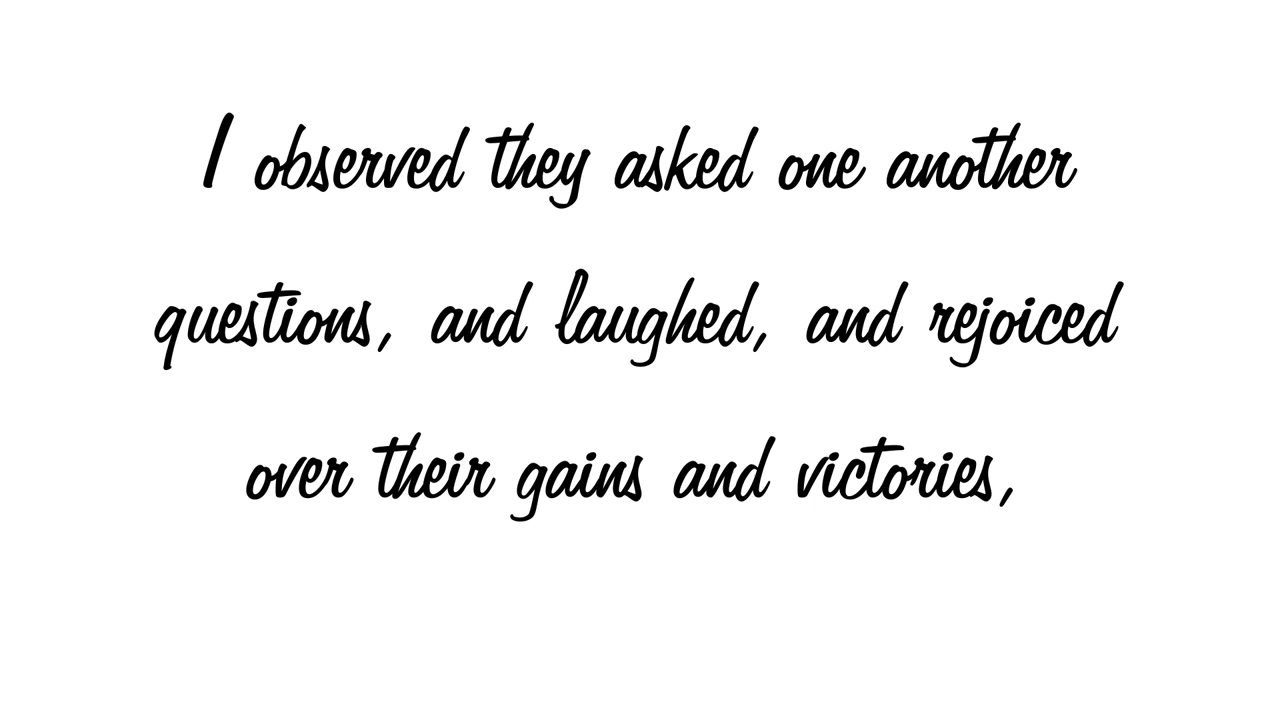 I observed they asked one another
questions, and laughed, and rejoiced
over their gains and victories,